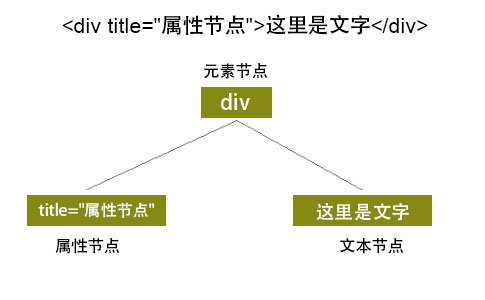 <div title="属性节点">这里是文字</div>
元素节点
div
title="属性节点"
这里是文字
属性节点
文本节点